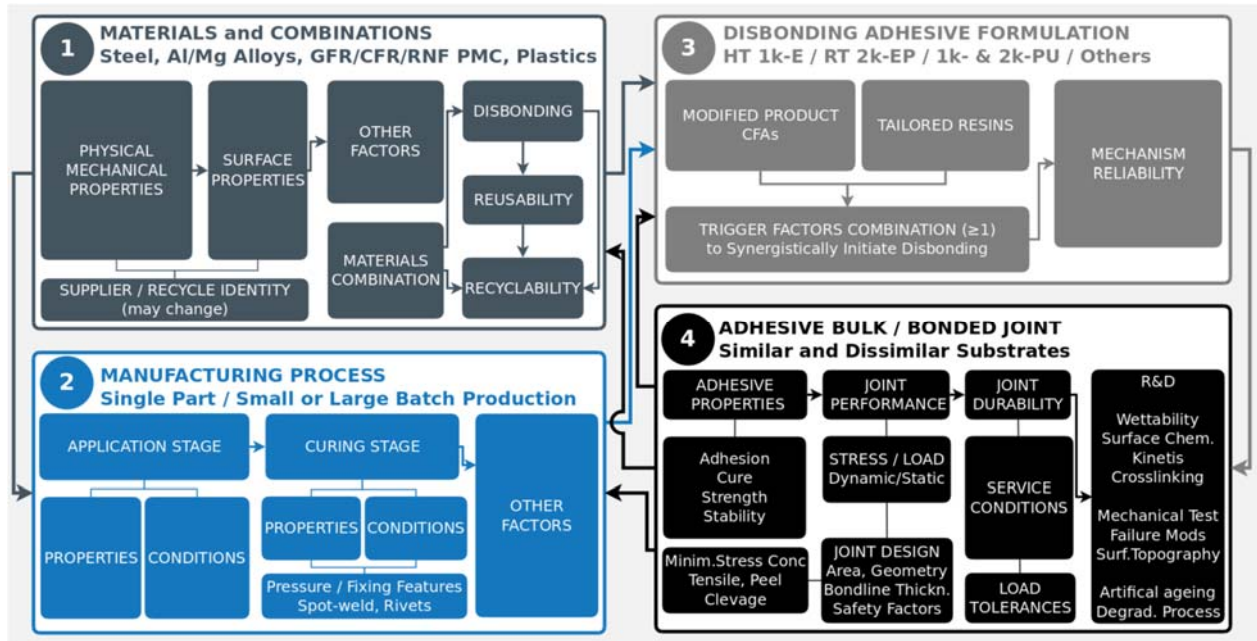 1
MATERIALS and COMBINATIONS
Steel, Al/Mg Alloys, GFR/CFR/RNF PMC, Plastics
PHYSICAL
MECHANICAL
PROPERTIES
SURFACE
PROPERTIES
OTHER
FACTORS
DISBONDING
REUSABILITY
MATERIALS
COMBINATION
RECYCLABILITY
SUPPLIER / RECYCLE IDENTITY
(may change)
2
MANUFACTURING PROCESS
Single Part / Small or Large Batch Production
APPLICATION STAGE
CURING STAGE
OTHER
FACTORS
PROPERTIES
CONDITIONS
PROPERTIES
CONDITIONS
Pressure / Fixing Features
Spot-weld, Rivets
3
DISBONDING ADHESIVE FORMULATION
HT 1k-E / RT 2k-EP / 1k- & 2k-PU / Others
MODIFIED PRODUCT
CFAs
TAILORED RESINS
MECHANISM
RELIABILITY
TRIGGER FACTORS COMBINATION (≥1)
to Synergistically Initiate Disbonding
4
ADHESIVE BULK / BONDED JOINT
Similar and Dissimilar Substrates
ADHESIVE
PROPERTIES
JOINT
PERFORMANCE
JOINT
DURABILITY
Adhesion
Cure
Strength
Stability
STRESS / LOAD
Dynamic/Static
SERVICE
CONDITIONS
Minim.Stress Conc
Tensile, Peel
Clevage
JOINT DESIGN
Area, Geometry
Bondline Thickn.
Safety Factors
LOAD
TOLERANCES
R&D
Wettability
Surface Chem.
Kinetis
Crosslinking
Mechanical Test
Failure Mods
Surf.Topography
Artifical ageing
Degrad. Process